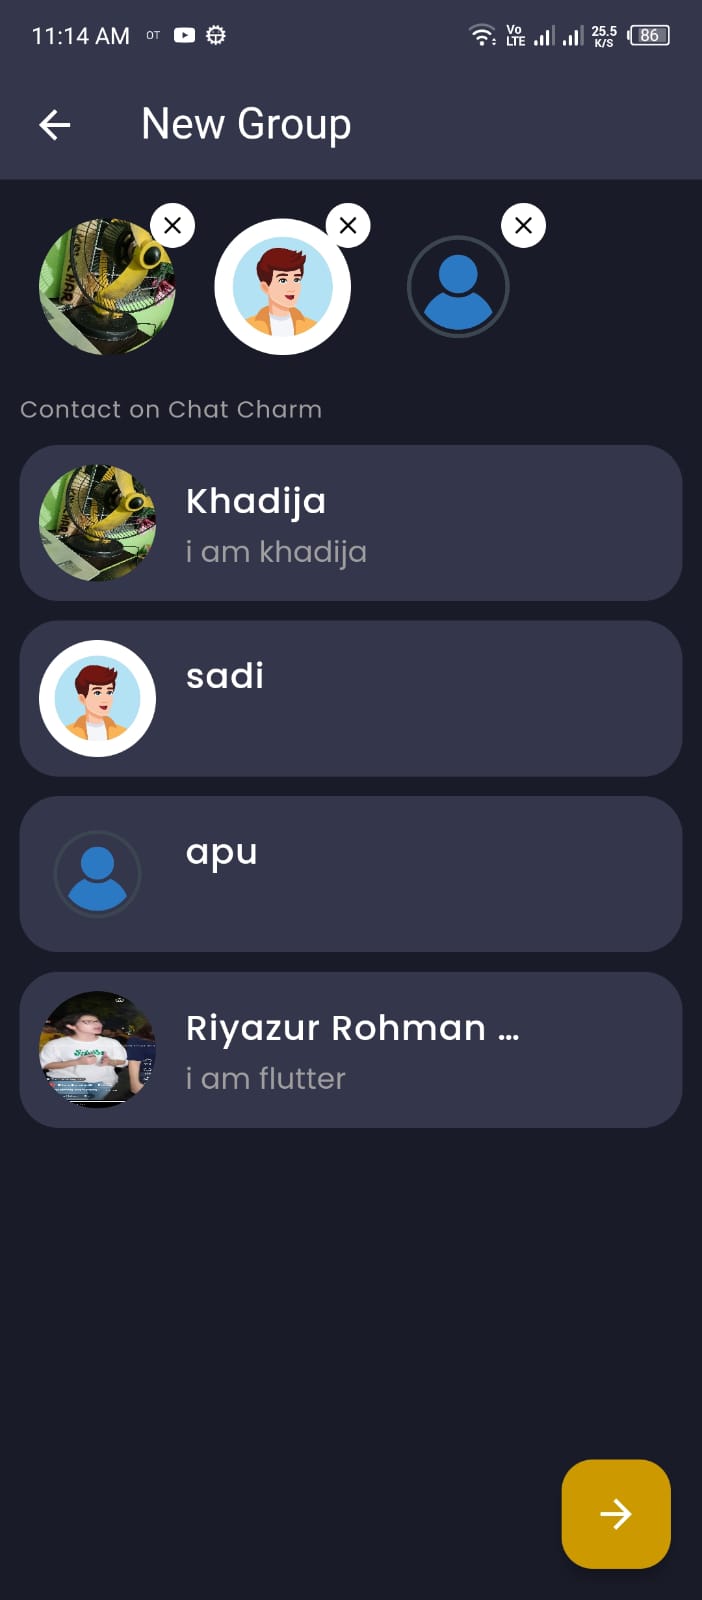 11:14 AM OT Vo LTE 25.5 K/S 86
New Group
Contact on Chat Charm
Khadija
i am khadija
sadi
apu
Riyazur Rohman ...
i am flutter